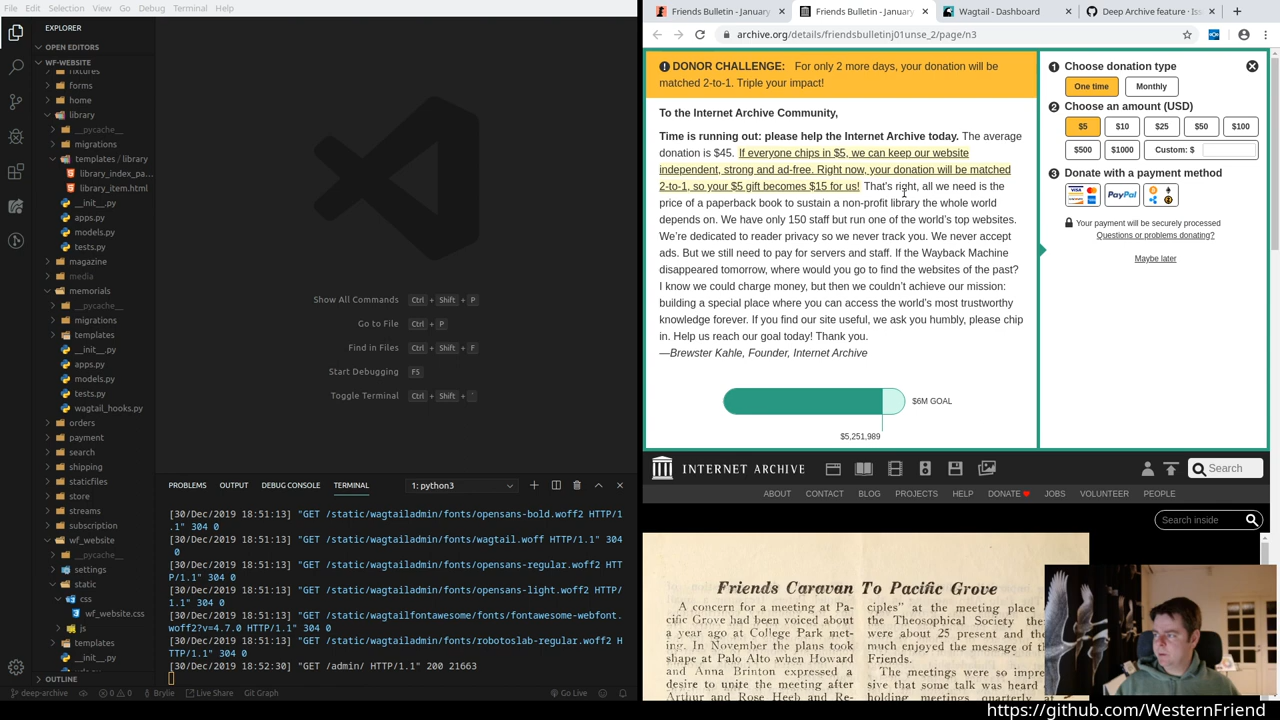 File Edit Selection View Go Debug Terminal Help
EXPLORER
OPEN EDITORS
WF-WEBSITE
fixtures
forms
home
library
__pycache__
migrations
templates / library
library_index_pa...
library_item.html
__init__.py
apps.py
models.py
tests.py
magazine
media
memorials
__pycache__
migrations
templates
__init__.py
apps.py
models.py
tests.py
wagtail_hooks.py
orders
payment
search
shipping
staticfiles
store
streams
subscription
wf_website
__pycache__
settings
static
css
wf_website.css
js
templates
__init__.py
OUTLINE
deep-archive 0 0 Brylie Live Share Git Graph Go Live
Show All Commands Ctrl + Shift + P
Go to File Ctrl + P
Find in Files Ctrl + Shift + F
Start Debugging F5
Toggle Terminal Ctrl + Shift + `
PROBLEMS OUTPUT DEBUG CONSOLE TERMINAL 1: python3
[30/Dec/2019 18:51:13] "GET /static/wagtailadmin/fonts/opensans-bold.woff2 HTTP/1
.1" 304 0
[30/Dec/2019 18:51:13] "GET /static/wagtailadmin/fonts/wagtail.woff HTTP/1.1" 304
0
[30/Dec/2019 18:51:13] "GET /static/wagtailadmin/fonts/opensans-regular.woff2 HTT
P/1.1" 304 0
[30/Dec/2019 18:51:13] "GET /static/wagtailadmin/fonts/opensans-light.woff2 HTTP/
1.1" 304 0
[30/Dec/2019 18:51:13] "GET /static/wagtailfontawesome/fonts/fontawesome-webfont.
woff2?v=4.7.0 HTTP/1.1" 304 0
[30/Dec/2019 18:51:13] "GET /static/wagtailadmin/fonts/robotoslab-regular.woff2 H
TTP/1.1" 304 0
[30/Dec/2019 18:52:30] "GET /admin/ HTTP/1.1" 200 21663
Friends Bulletin - January Friends Bulletin - January Wagtail - Dashboard Deep Archive feature · Iss
archive.org/details/friendsbulletinj01unse_2/page/n3
DONOR CHALLENGE: For only 2 more days, your donation will be
matched 2-to-1. Triple your impact!
To the Internet Archive Community,
Time is running out: please help the Internet Archive today. The average
donation is $45. If everyone chips in $5, we can keep our website
independent, strong and ad-free. Right now, your donation will be matched
2-to-1, so your $5 gift becomes $15 for us! That's right, all we need is the
price of a paperback book to sustain a non-profit library the whole world
depends on. We have only 150 staff but run one of the world's top websites.
We're dedicated to reader privacy so we never track you. We never accept
ads. But we still need to pay for servers and staff. If the Wayback Machine
disappeared tomorrow, where would you go to find the websites of the past?
I know we could charge money, but then we couldn't achieve our mission:
building a special place where you can access the world's most trustworthy
knowledge forever. If you find our site useful, we ask you humbly, please chip
in. Help us reach our goal today! Thank you.
—Brewster Kahle, Founder, Internet Archive
$6M GOAL
$5,251,989
1 Choose donation type
One time Monthly
2 Choose an amount (USD)
$5 $10 $25 $50 $100
$500 $1000 Custom: $
3 Donate with a payment method
VISA PayPal
Your payment will be securely processed
Questions or problems donating?
Maybe later
INTERNET ARCHIVE Search
ABOUT CONTACT BLOG PROJECTS HELP DONATE JOBS VOLUNTEER PEOPLE
Search inside
Friends Caravan To Pacific Grove
A concern for a meeting at Pa-
cific Grove had been voiced about
a year ago at College Park met-
ing. In November the plans took
shape at Palo Alto when Howard
and Anna Brinton expressed a
desire to unite the meeting after
Arthur and Rose Heeb and Re-
ciples" at the meeting place
the Theosophical Society the
were about 25 present and the
much enjoyed the message of
Friends.
The meetings were so impre
sive that some talk was heard
holding meetings quarterly
https://github.com/WesternFriend